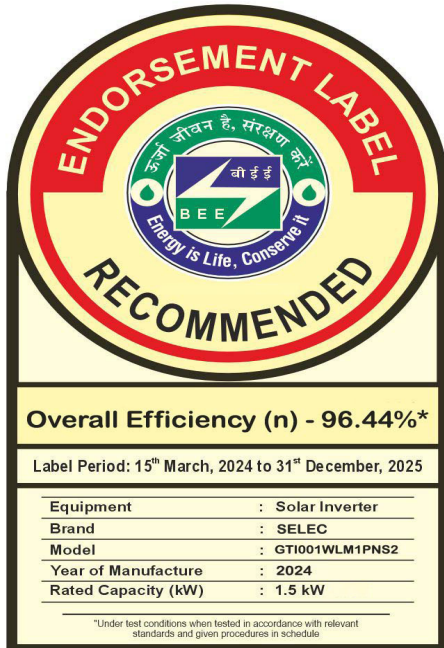 ENDORSEMENT LABEL
ऊर्जा जीवन है, संरक्षण करें
बी ई ई
BEE
Energy is Life, Conserve it
RECOMMENDED
Overall Efficiency (n) - 96.44%*
Label Period: 15th March, 2024 to 31st December, 2025
Equipment : Solar Inverter
Brand : SELEC
Model : GTI001WLM1PNS2
Year of Manufacture : 2024
Rated Capacity (kW) : 1.5 kW
*Under test conditions when tested in accordance with relevant
standards and given procedures in schedule